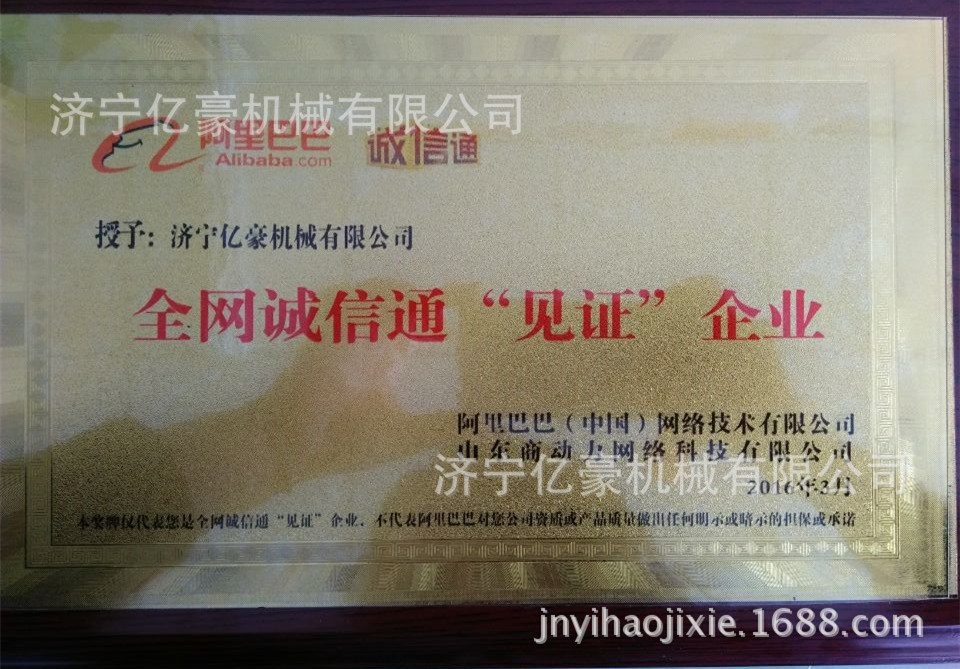 济宁亿豪机械有限公司
阿里巴巴 诚信通
Alibaba.com
授予：济宁亿豪机械有限公司
全网诚信通“见证”企业
阿里巴巴（中国）网络技术有限公司
山东商动力网络科技有限公司
济宁亿豪机械有限公司
2016年3月
本奖牌仅代表您是全网诚信通“见证”企业，不代表阿里巴巴对您公司资质或产品质量做出任何明示或暗示的担保或承诺
jnyihaojixie.1688.com